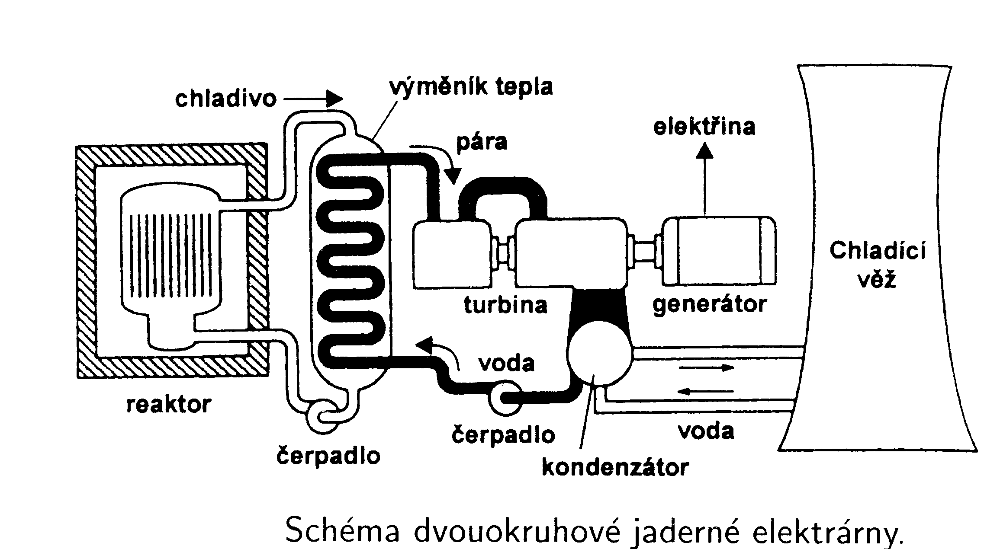 výměník tepla
chladivo
elektřina
pára
Chladící
věž
turbina
generátor
voda
reaktor
čerpadlo
voda
čerpadlo
kondenzátor
Schéma dvouokruhové jaderné elektrárny.